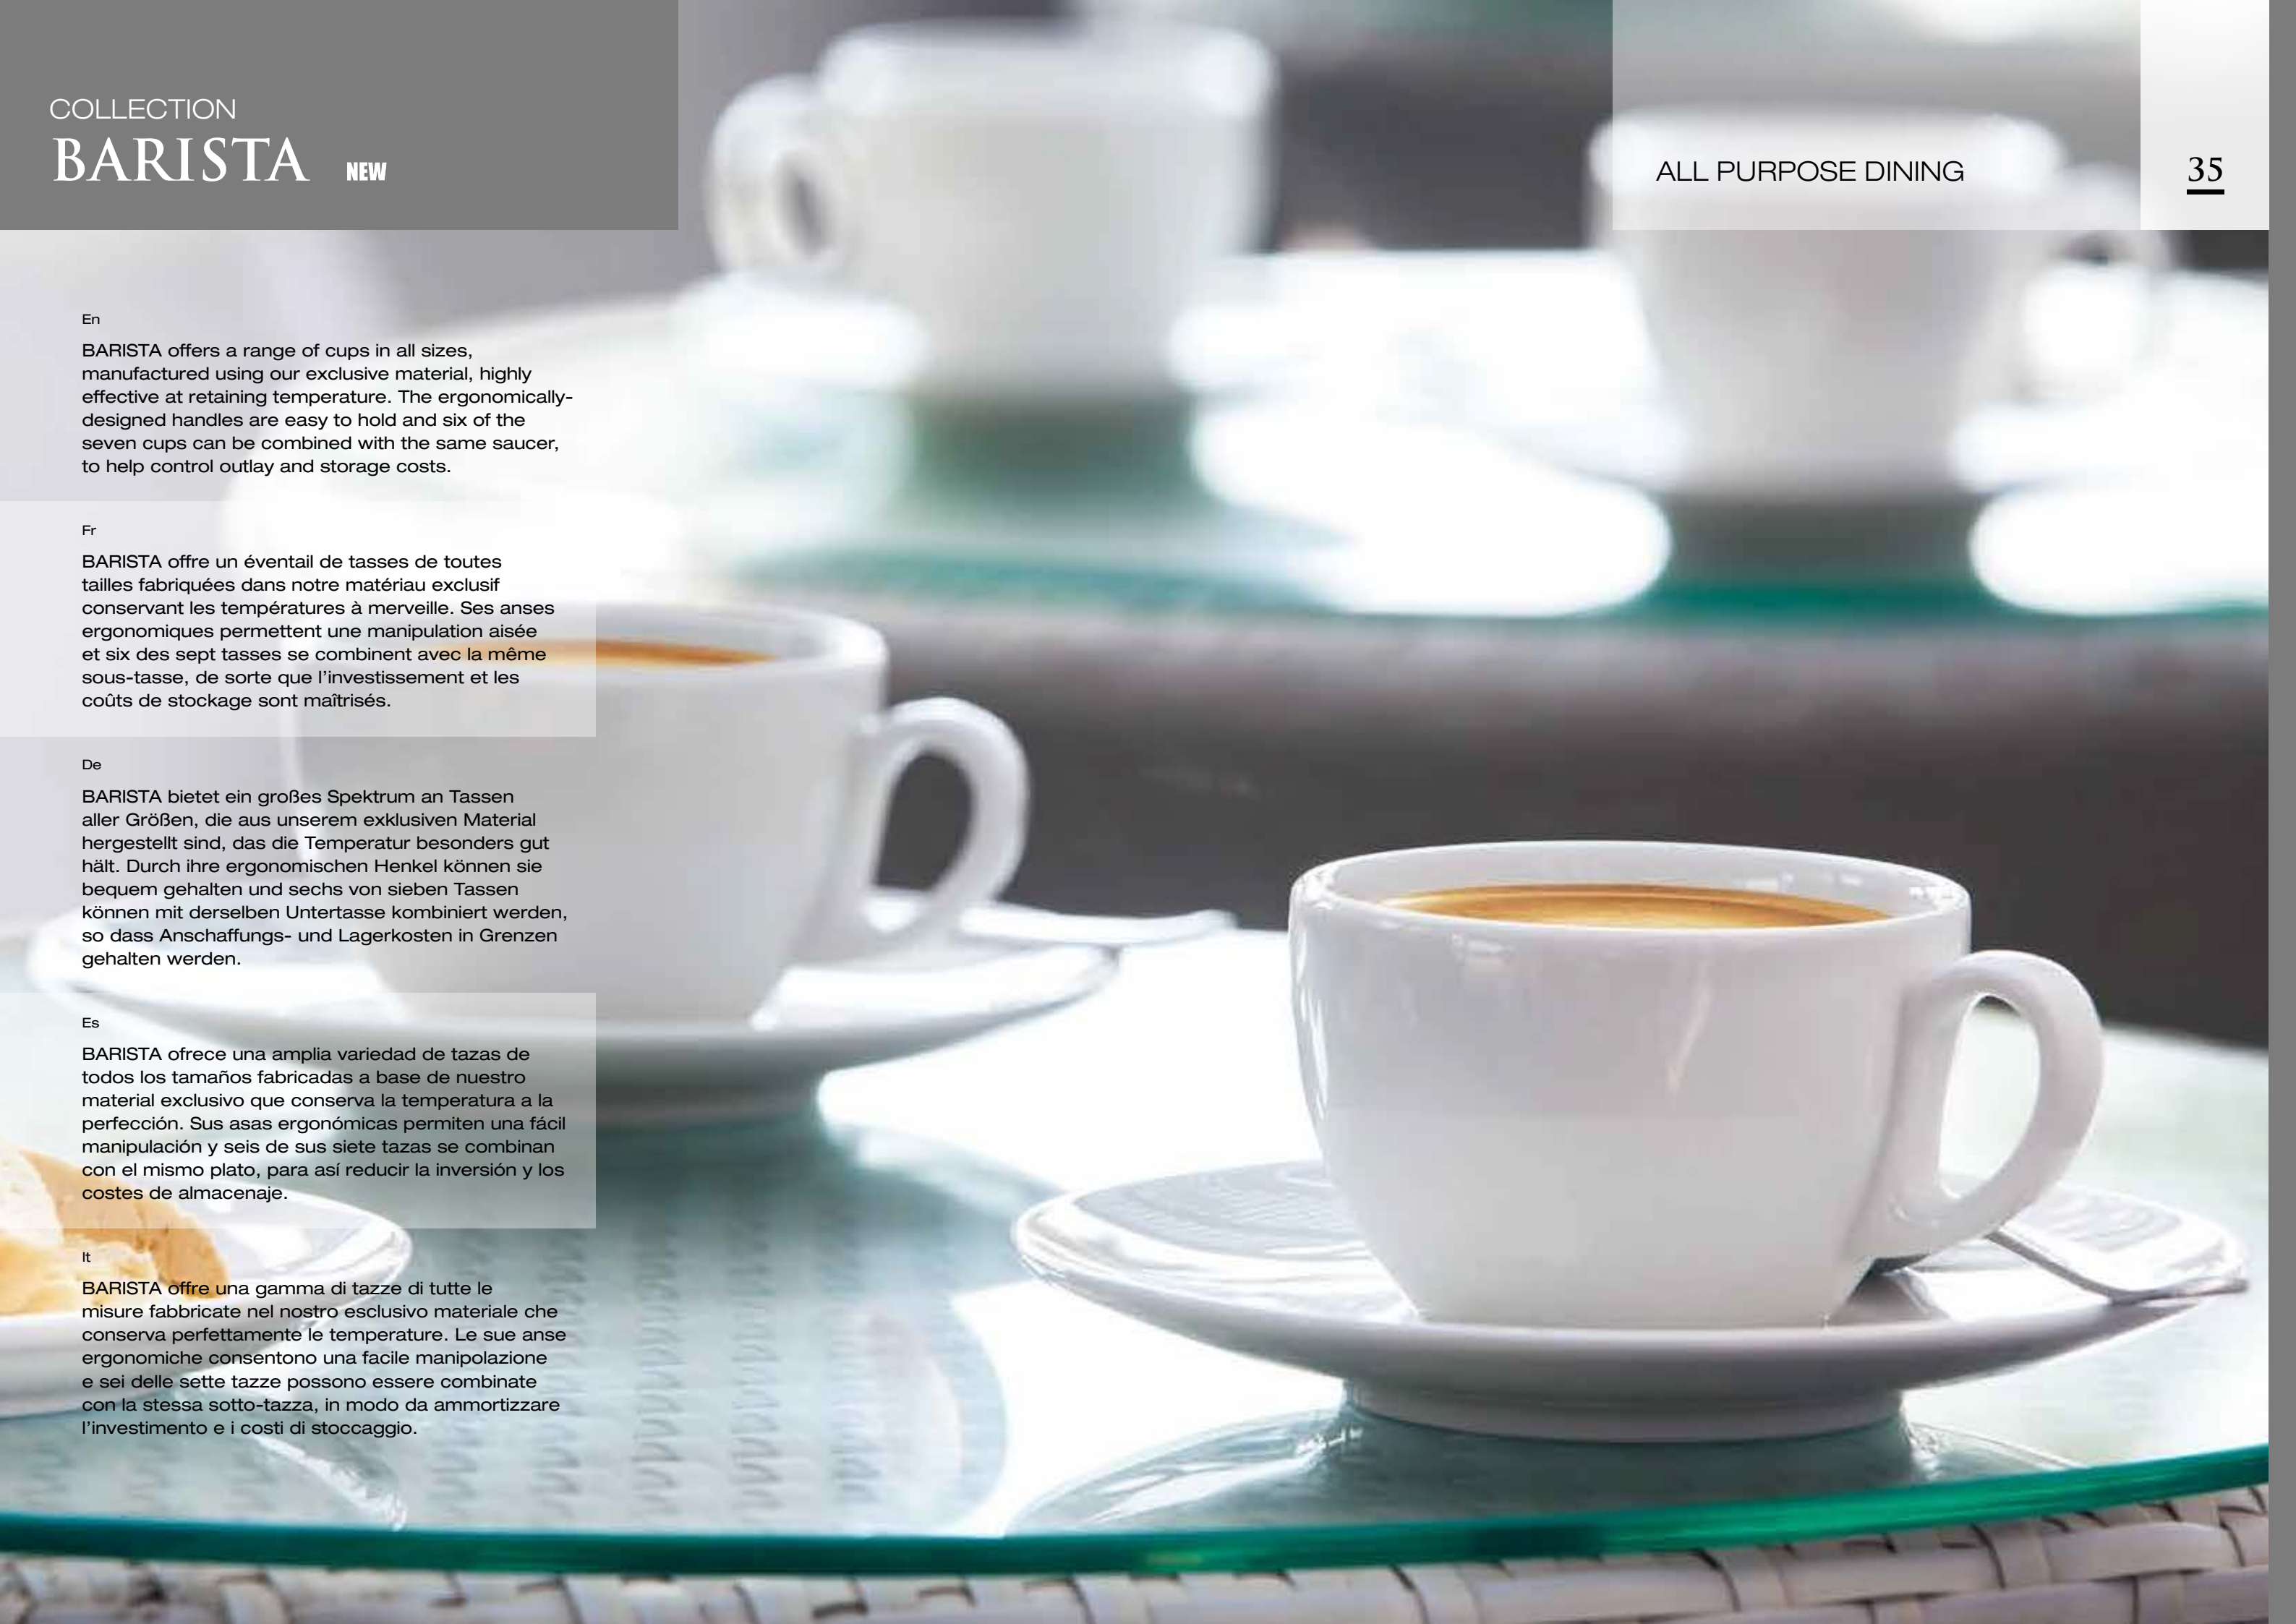 COLLECTION
BARISTA NEW
ALL PURPOSE DINING
35
En
BARISTA offers a range of cups in all sizes,
manufactured using our exclusive material, highly
effective at retaining temperature. The ergonomically-
designed handles are easy to hold and six of the
seven cups can be combined with the same saucer,
to help control outlay and storage costs.
Fr
BARISTA offre un éventail de tasses de toutes
tailles fabriquées dans notre matériau exclusif
conservant les températures à merveille. Ses anses
ergonomiques permettent une manipulation aisée
et six des sept tasses se combinent avec la même
sous-tasse, de sorte que l’investissement et les
coûts de stockage sont maîtrisés.
De
BARISTA bietet ein großes Spektrum an Tassen
aller Größen, die aus unserem exklusiven Material
hergestellt sind, das die Temperatur besonders gut
hält. Durch ihre ergonomischen Henkel können sie
bequem gehalten und sechs von sieben Tassen
können mit derselben Untertasse kombiniert werden,
so dass Anschaffungs- und Lagerkosten in Grenzen
gehalten werden.
Es
BARISTA ofrece una amplia variedad de tazas de
todos los tamaños fabricadas a base de nuestro
material exclusivo que conserva la temperatura a la
perfección. Sus asas ergonómicas permiten una fácil
manipulación y seis de sus siete tazas se combinan
con el mismo plato, para así reducir la inversión y los
costes de almacenaje.
It
BARISTA offre una gamma di tazze di tutte le
misure fabbricate nel nostro esclusivo materiale che
conserva perfettamente le temperature. Le sue anse
ergonomiche consentono una facile manipolazione
e sei delle sette tazze possono essere combinate
con la stessa sotto-tazza, in modo da ammortizzare
l’investimento e i costi di stoccaggio.